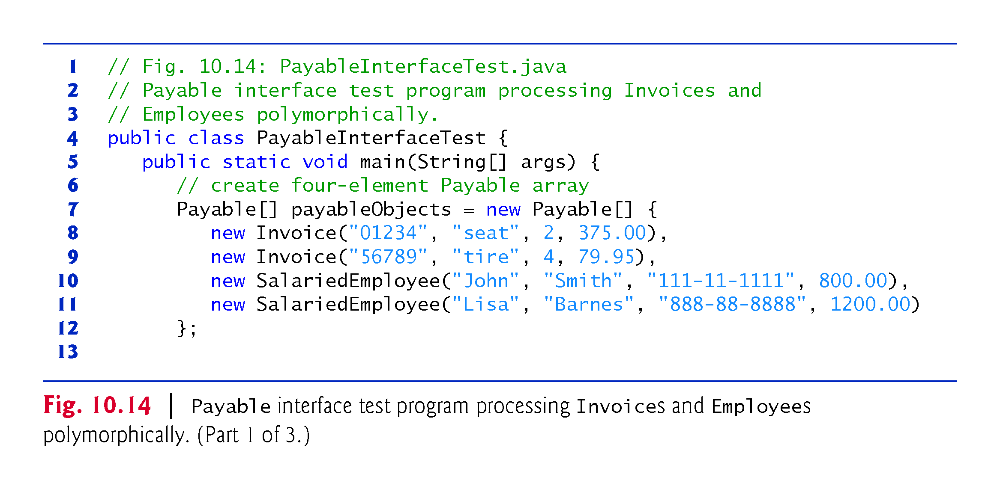 1 // Fig. 10.14: PayableInterfaceTest.java
2 // Payable interface test program processing Invoices and
3 // Employees polymorphically.
4 public class PayableInterfaceTest {
5    public static void main(String[] args) {
6       // create four-element Payable array
7       Payable[] payableObjects = new Payable[] {
8          new Invoice("01234", "seat", 2, 375.00),
9          new Invoice("56789", "tire", 4, 79.95),
10          new SalariedEmployee("John", "Smith", "111-11-1111", 800.00),
11          new SalariedEmployee("Lisa", "Barnes", "888-88-8888", 1200.00)
12       };
13
Fig. 10.14 | Payable interface test program processing Invoices and Employees
polymorphically. (Part 1 of 3.)